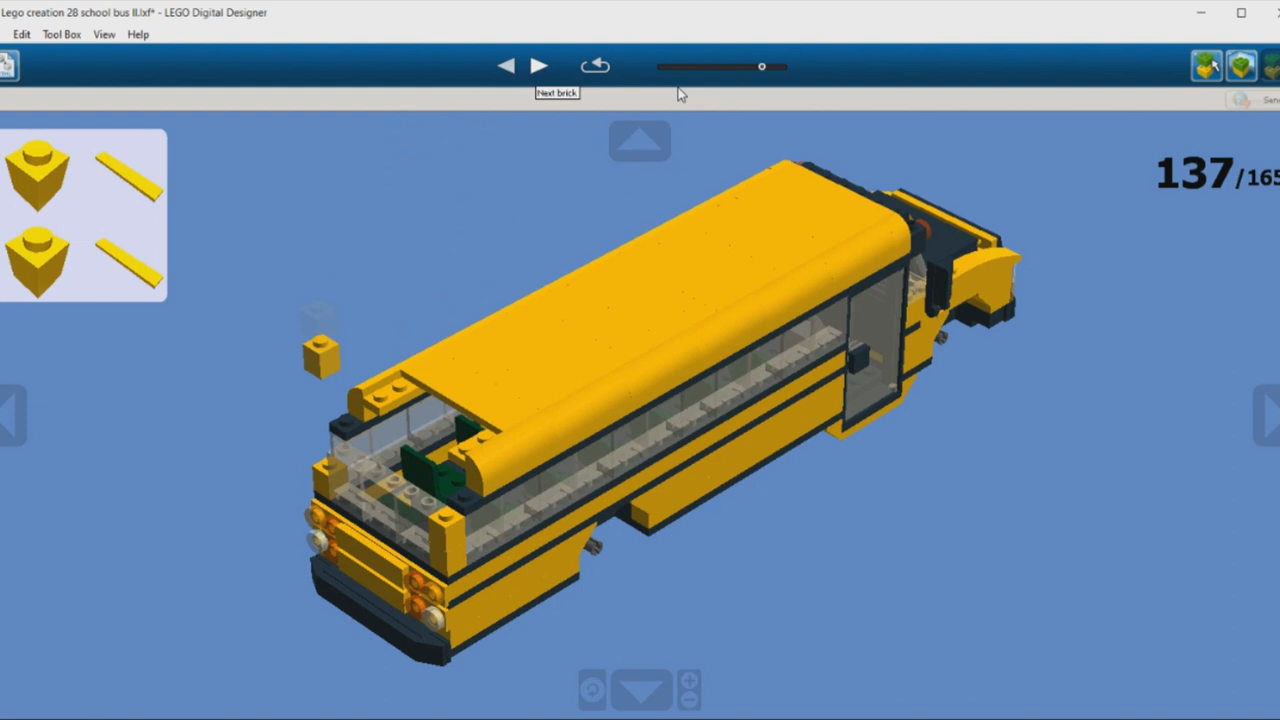 Lego creation 28 school bus II.lxf* - LEGO Digital Designer
Edit Tool Box View Help
Next brick
137/165